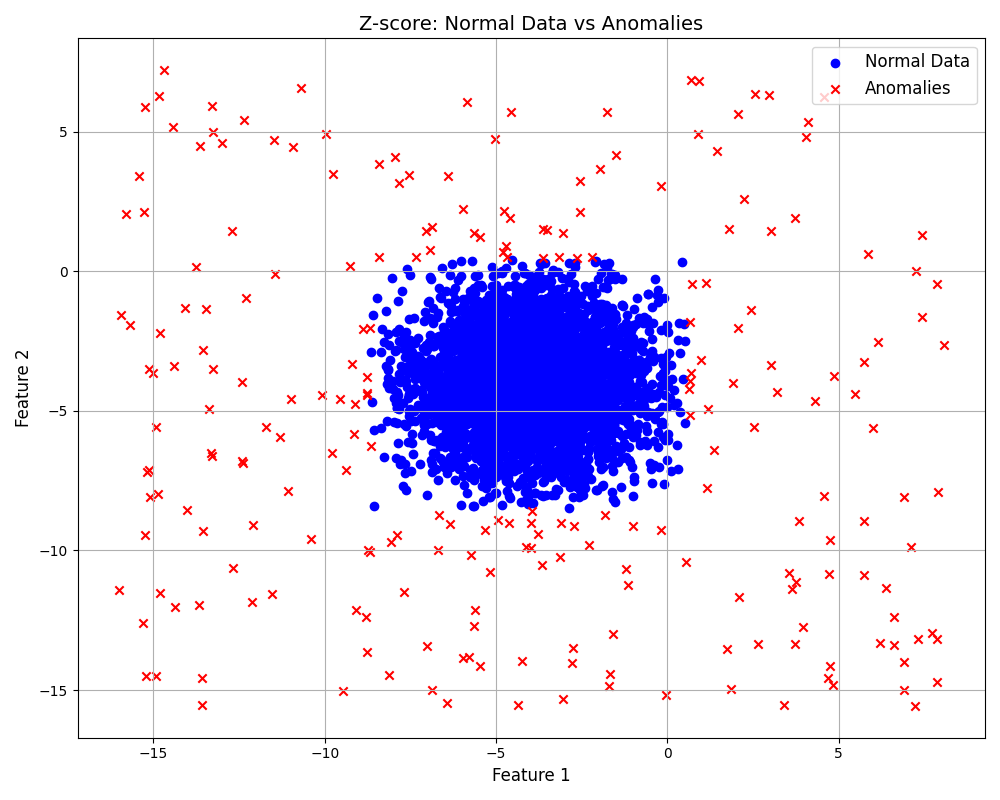 Z-score: Normal Data vs Anomalies
Normal Data
Anomalies
5
0
−5
−10
−15
Feature 2
−15 −10 −5 0 5
Feature 1